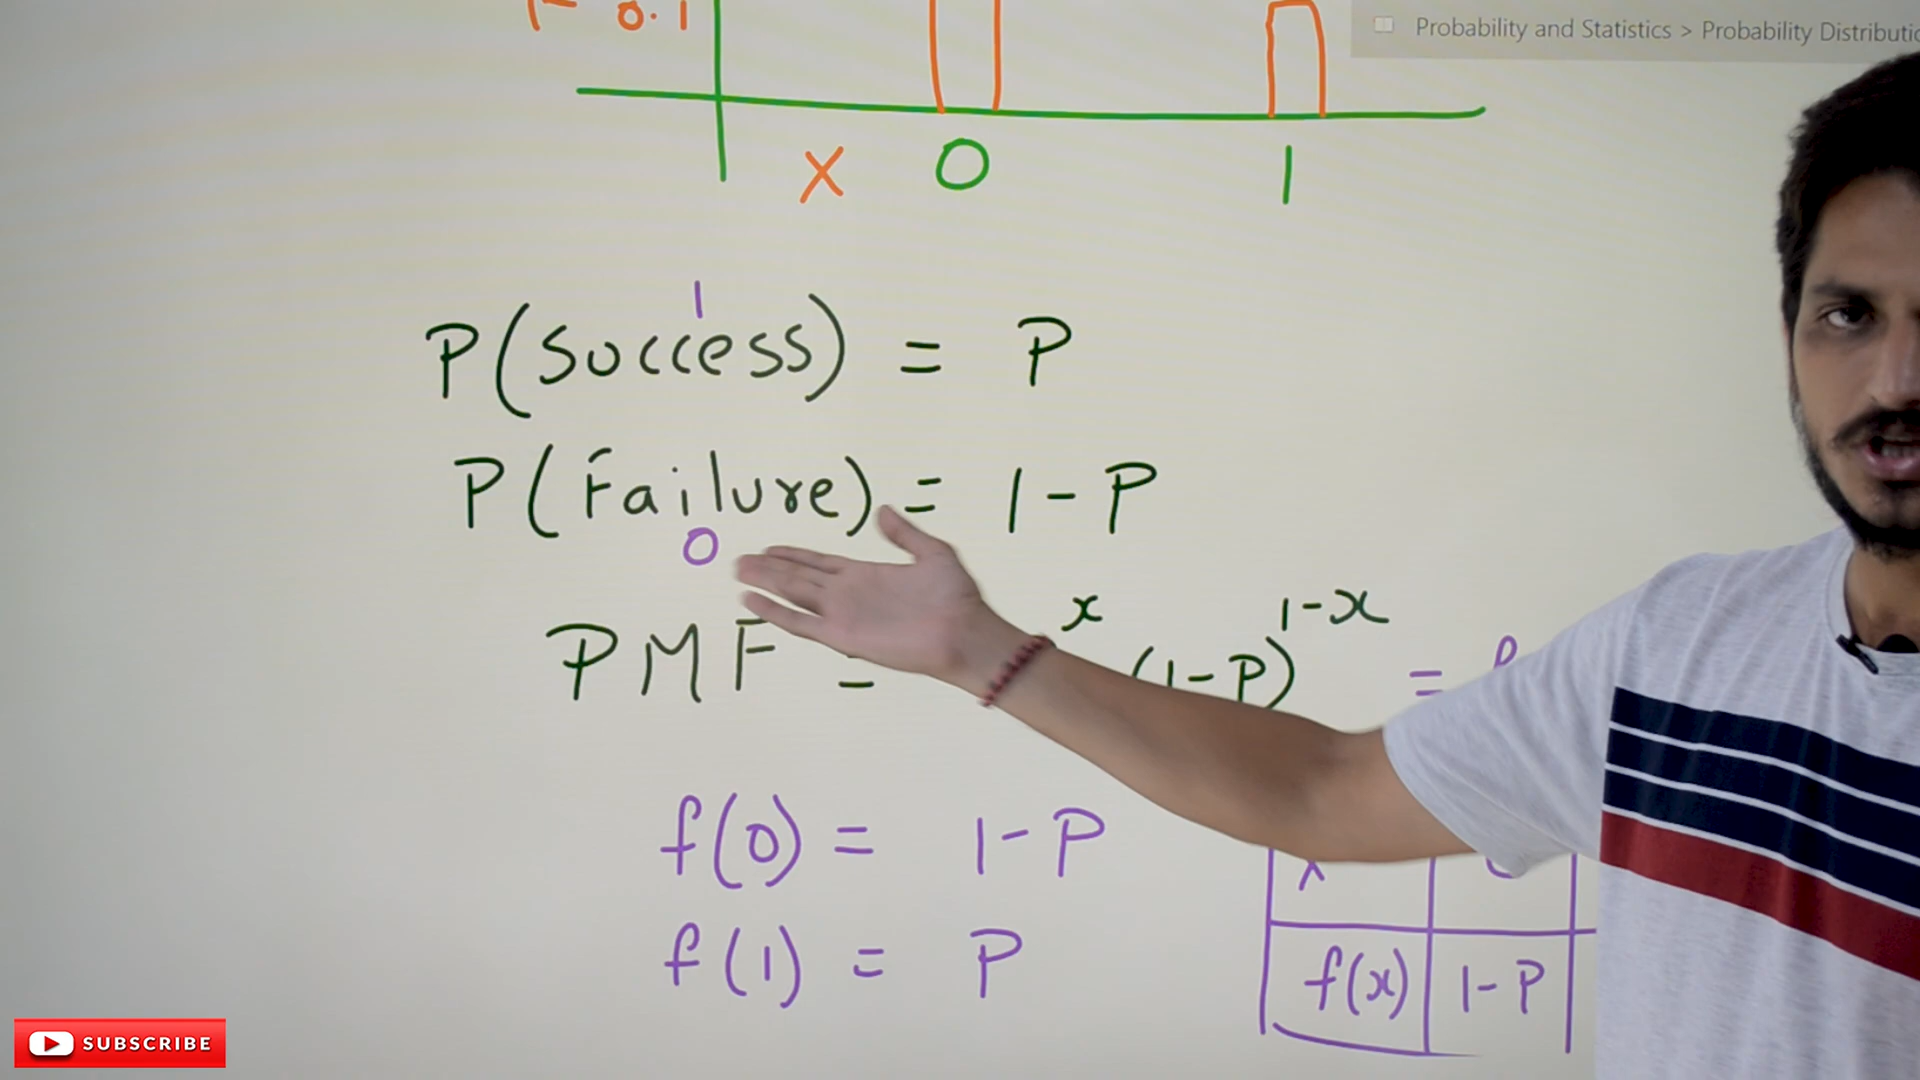 0.1
Probability and Statistics > Probability Distributio
X 0 1
1
P(Success) = P
P(Failure) = 1-P
0
PMF = x (1-P) 1-x =
f(0) = 1-P
f(1) = P
f(x) 1-P
SUBSCRIBE